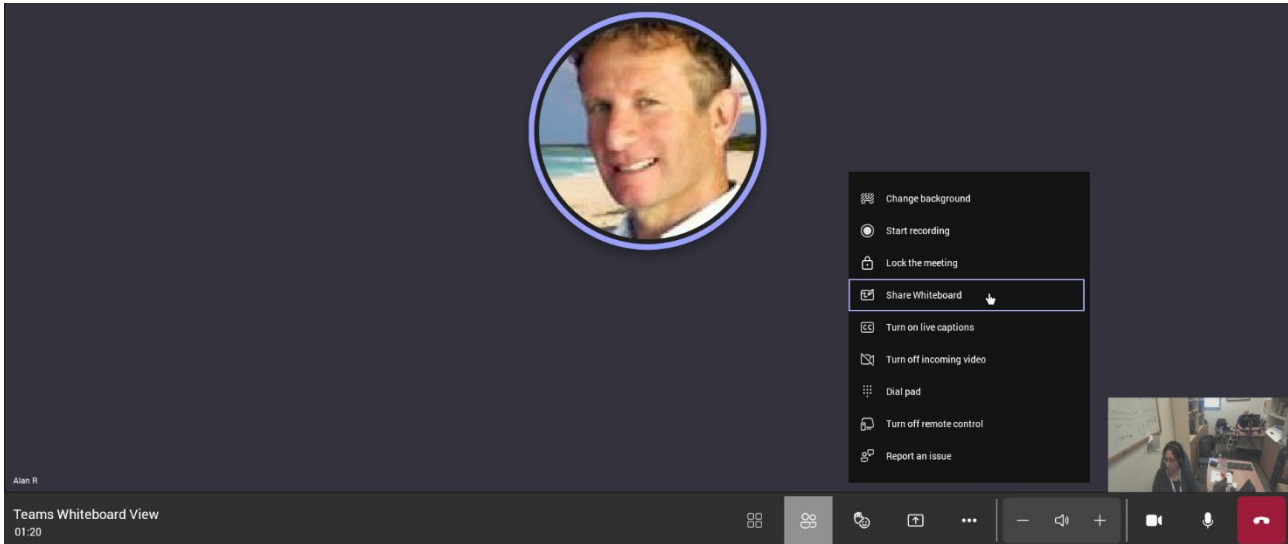 Change background
Start recording
Lock the meeting
Share Whiteboard
CC Turn on live captions
Turn off incoming video
Dial pad
Turn off remote control
Report an issue
Alan R
Teams Whiteboard View
01:20